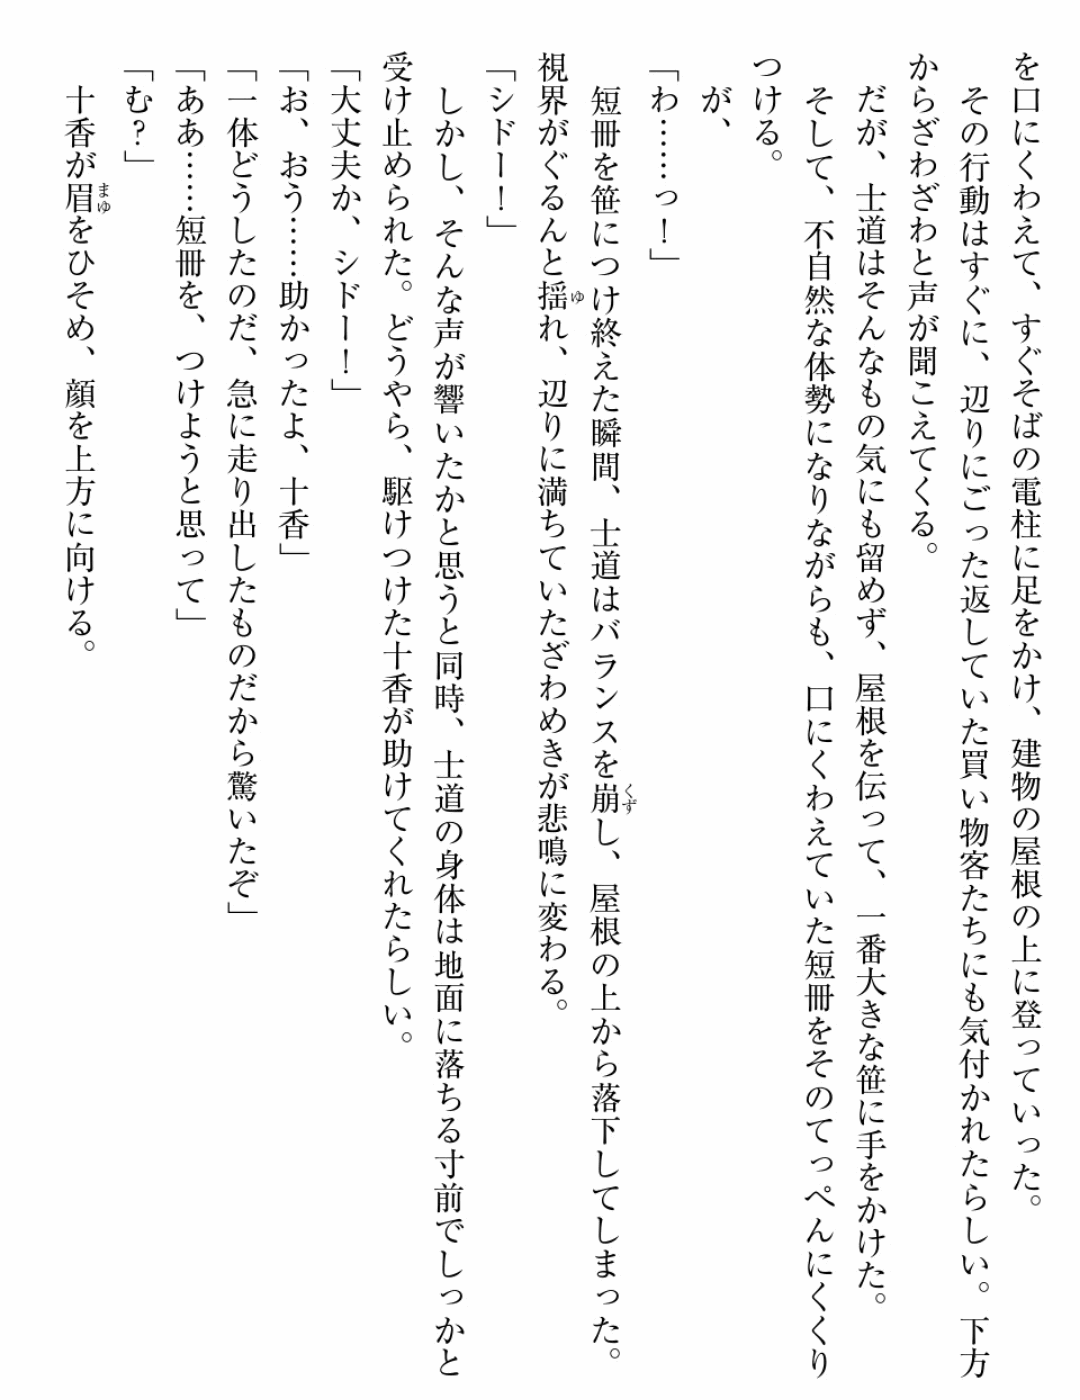 を口にくわえて、すぐそばの電柱に足をかけ、建物の屋根の上に登っていった。
その行動はすぐに、辺りにごった返していた買い物客たちにも気付かれたらしい。下方
からざわざわと声が聞こえてくる。
だが、士道はそんなもの気にも留めず、屋根を伝って、一番大きな笹に手をかけた。
そして、不自然な体勢になりながらも、口にくわえていた短冊をそのてっぺんにくくり
つける。
が、
「わ……っ！」
短冊を笹につけ終えた瞬間、士道はバランスを崩し、屋根の上から落下してしまった。
視界がぐるんと揺れ、辺りに満ちていたざわめきが悲鳴に変わる。
「シドー！」
しかし、そんな声が響いたかと思うと同時、士道の身体は地面に落ちる寸前でしっかと
受け止められた。どうやら、駆けつけた十香が助けてくれたらしい。
「大丈夫か、シドー！」
「お、おう……助かったよ、十香」
「一体どうしたのだ、急に走り出したものだから驚いたぞ」
「ああ……短冊を、つけようと思って」
「む？」
十香が眉をひそめ、顔を上方に向ける。